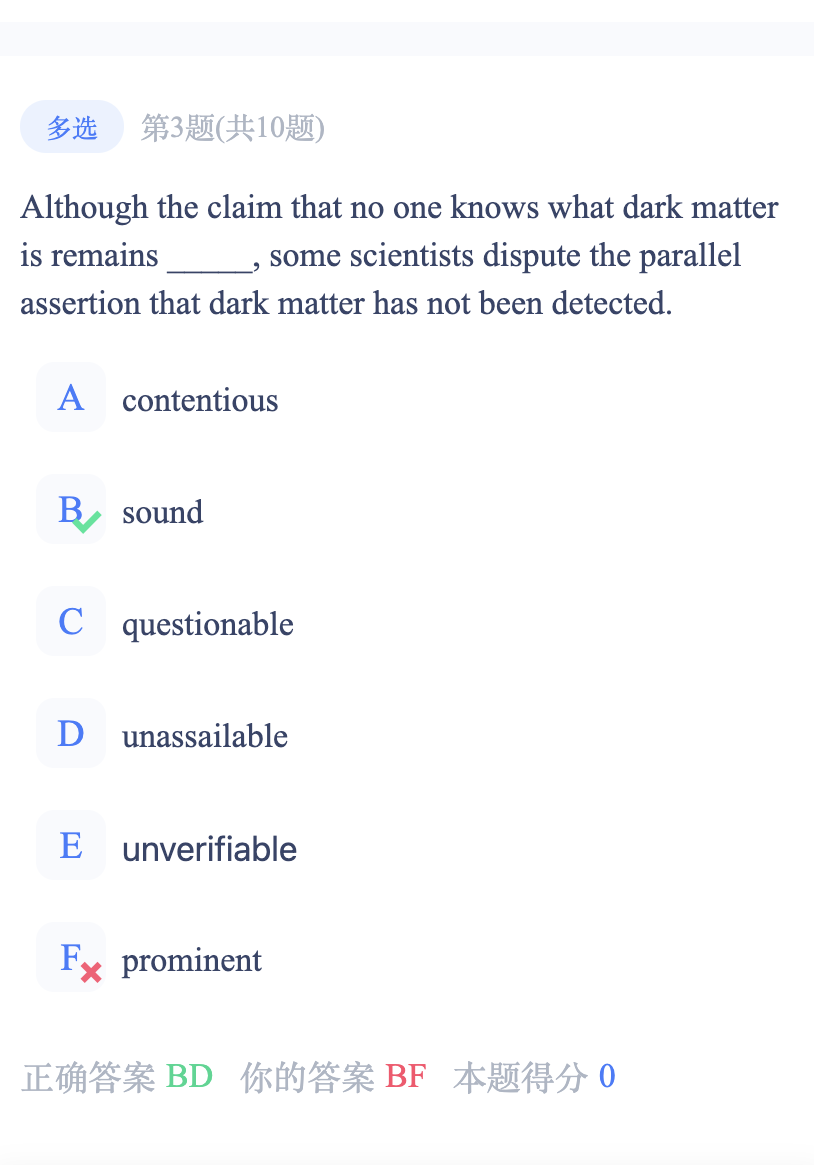 多选 第3题(共10题)
Although the claim that no one knows what dark matter
is remains _____, some scientists dispute the parallel
assertion that dark matter has not been detected.
A contentious
B sound
C questionable
D unassailable
E unverifiable
F prominent
正确答案 BD 你的答案 BF 本题得分 0